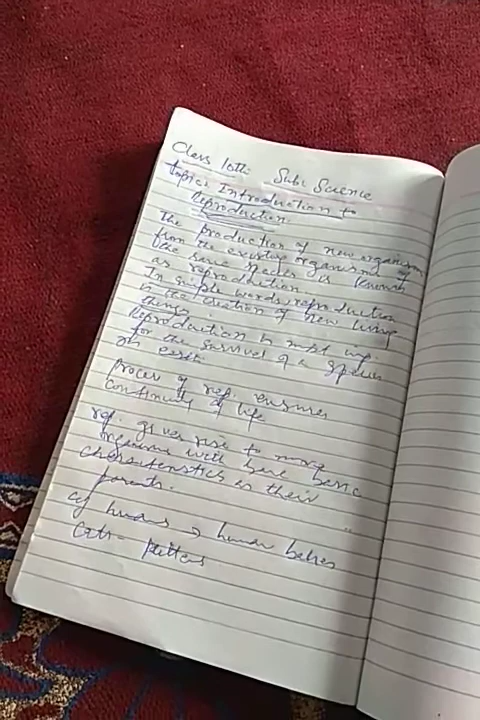 Class 10th Sub: Science
topic: Introduction to
Reproduction.
The production of new organism
from the existing organism of
the same species is known
as reproduction.
In simple words, reproduction
is the creation of new living
things.
Reproduction is most imp.
for the survival of a species
on earth.
Proces of rep. ensures
continuity of life
rep. gives rise to more
organisms with same basic
characteristics as their
parents.
eg humans → human babies
Cats - kittens